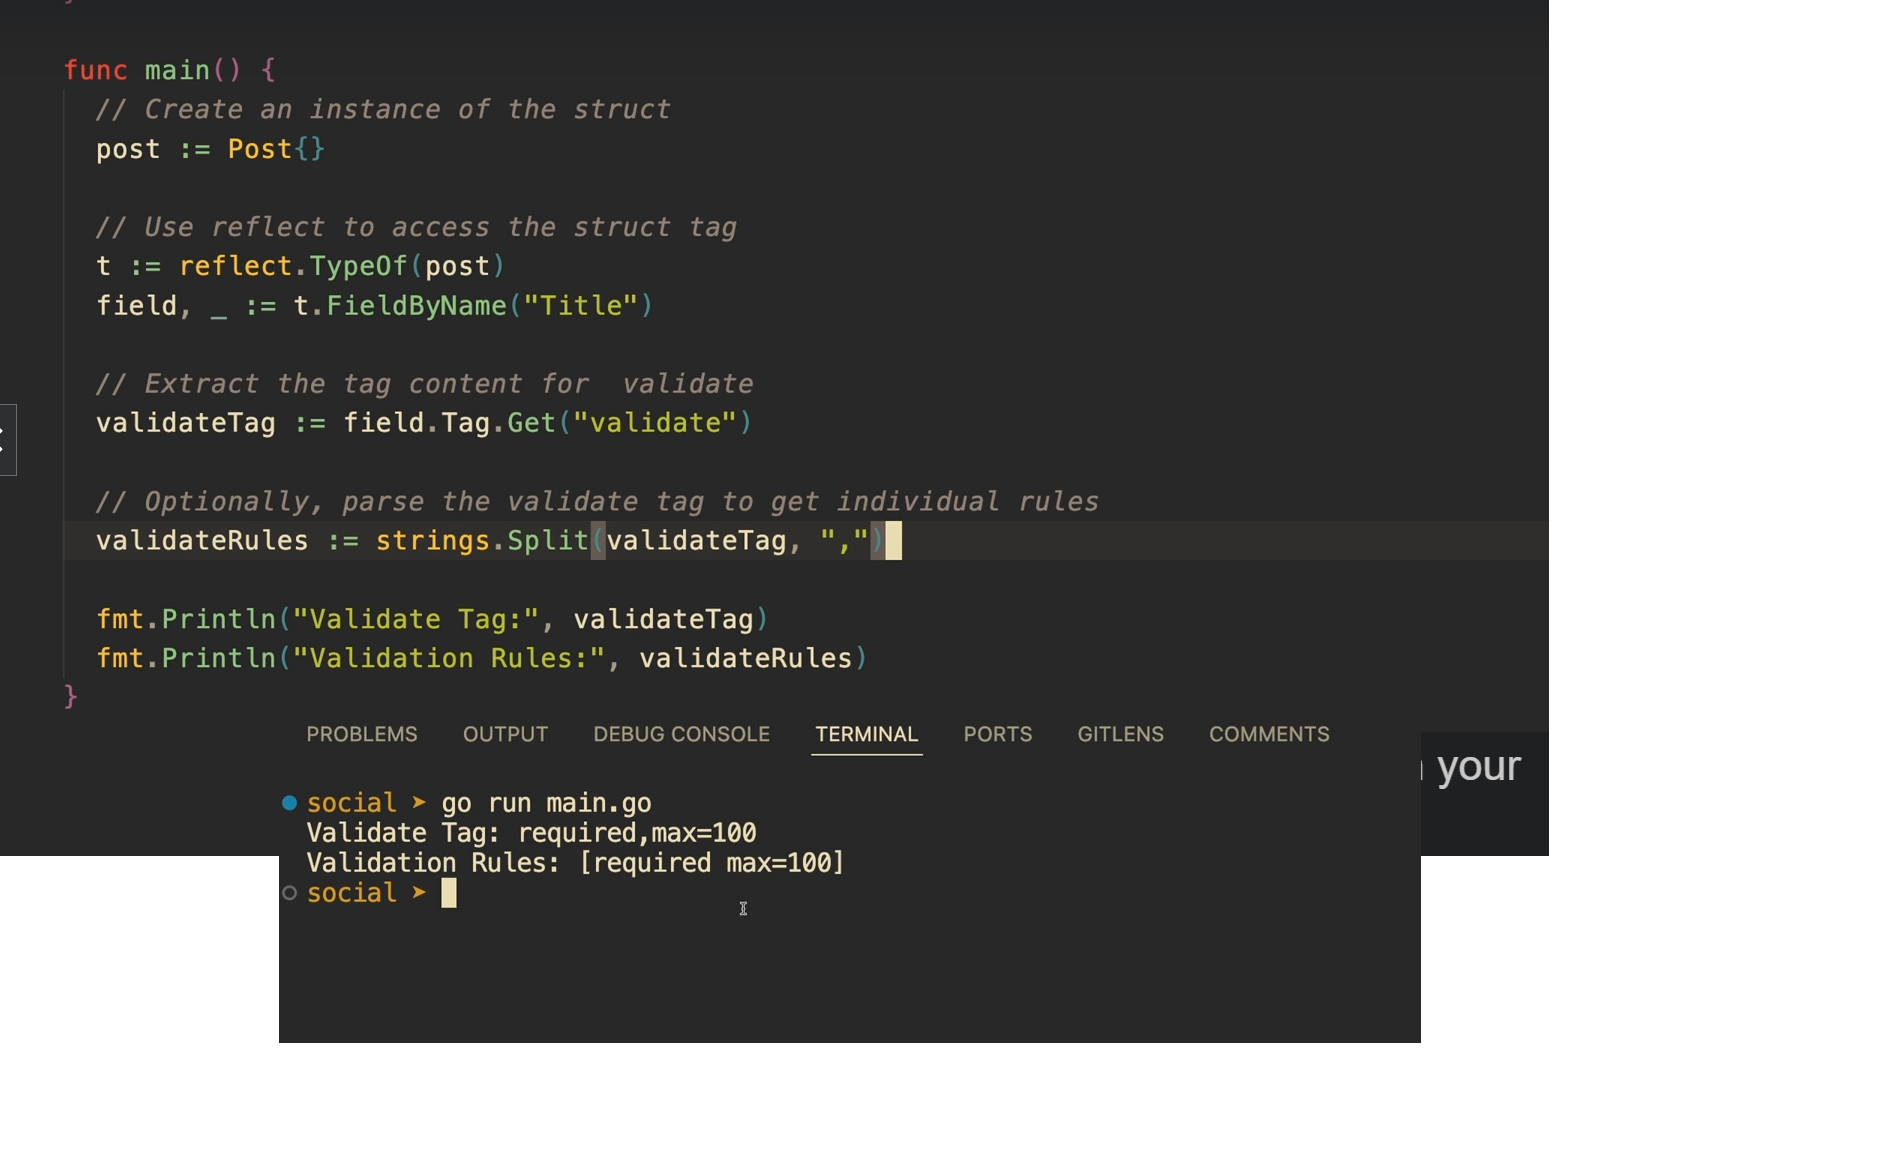 func main() {
// Create an instance of the struct
post := Post{}
// Use reflect to access the struct tag
t := reflect.TypeOf(post)
field, _ := t.FieldByName("Title")
// Extract the tag content for  validate
validateTag := field.Tag.Get("validate")
// Optionally, parse the validate tag to get individual rules
validateRules := strings.Split(validateTag, ",")
fmt.Println("Validate Tag:", validateTag)
fmt.Println("Validation Rules:", validateRules)
}
PROBLEMS OUTPUT DEBUG CONSOLE TERMINAL PORTS GITLENS COMMENTS
your
social ➤ go run main.go
Validate Tag: required,max=100
Validation Rules: [required max=100]
social ➤